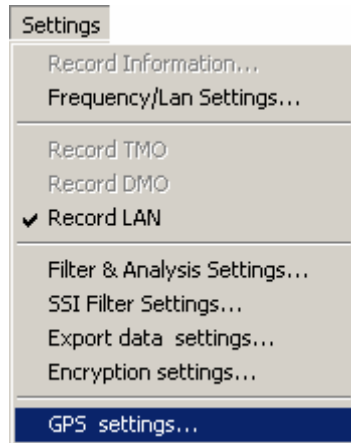 Settings
Record Information...
Frequency/Lan Settings...
Record TMO
Record DMO
Record LAN
Filter & Analysis Settings...
SSI Filter Settings...
Export data  settings...
Encryption settings...
GPS  settings...